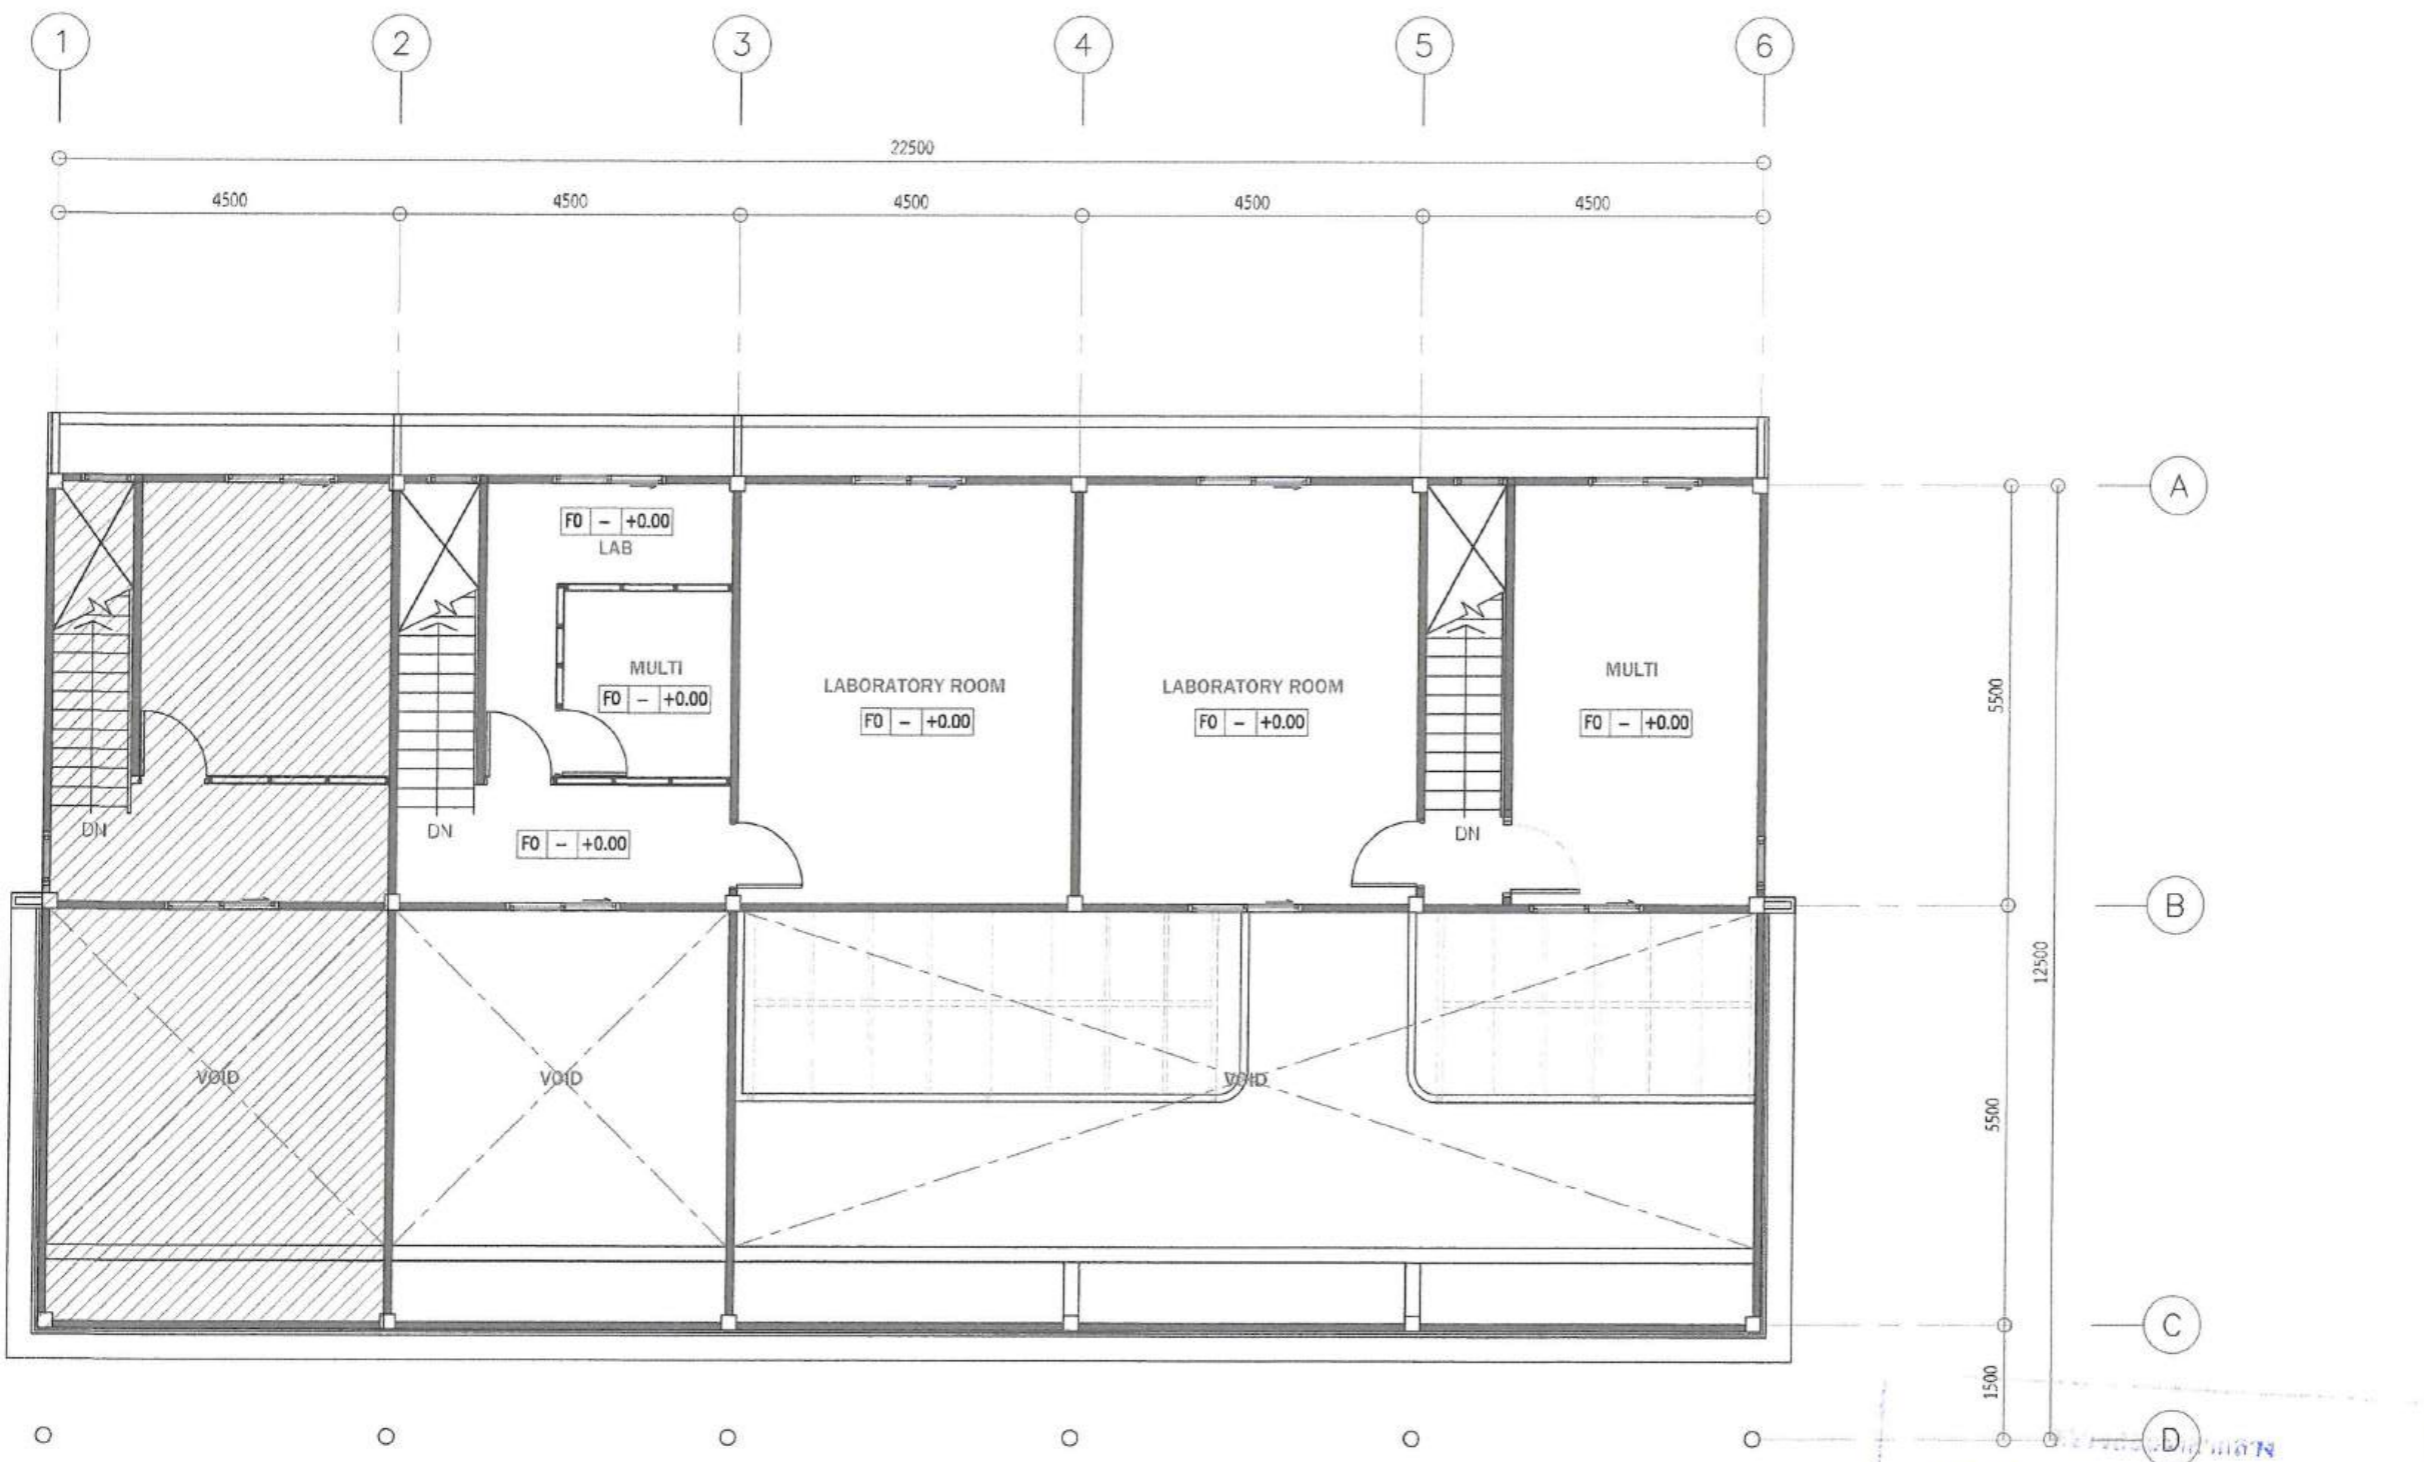 1 2 3 4 5 6
22500
4500 4500 4500 4500 4500
A
F0 - +0.00
LAB
MULTI
F0 - +0.00
LABORATORY ROOM
F0 - +0.00
LABORATORY ROOM
F0 - +0.00
MULTI
F0 - +0.00
5500
DN
DN
DN
F0 - +0.00
B
12500
VOID
VOID
VOID
5500
C
1500
D